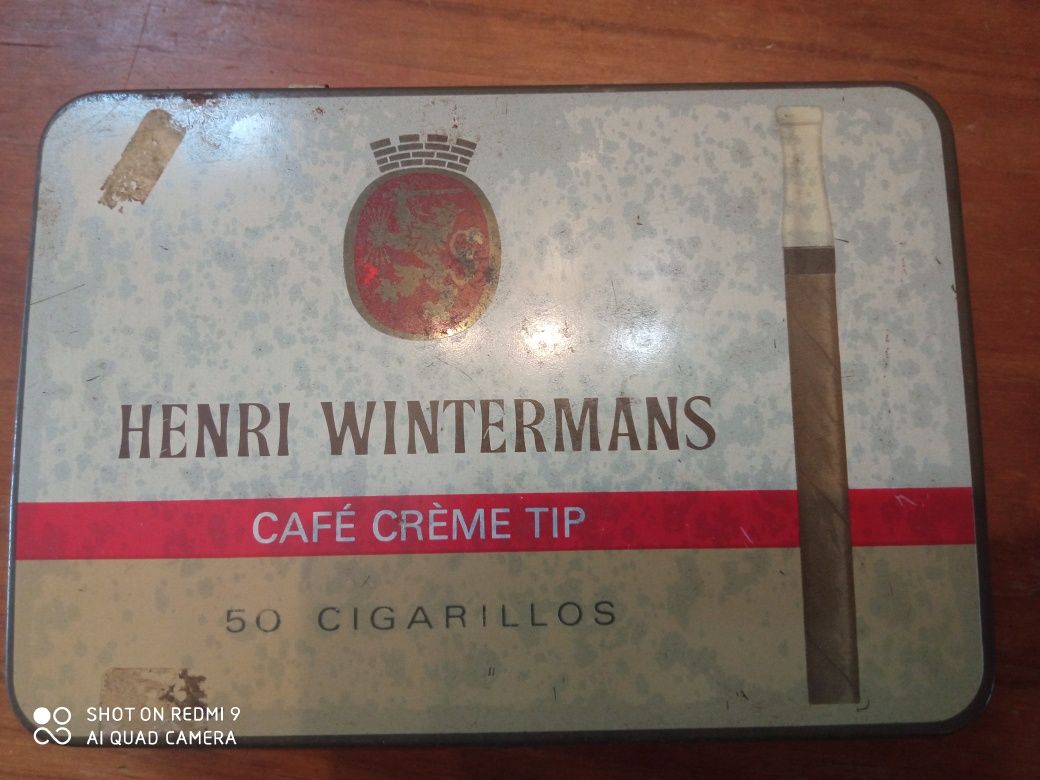 HENRI WINTERMANS
CAFÉ CRÈME TIP
50 CIGARILLOS
SHOT ON REDMI 9
AI QUAD CAMERA